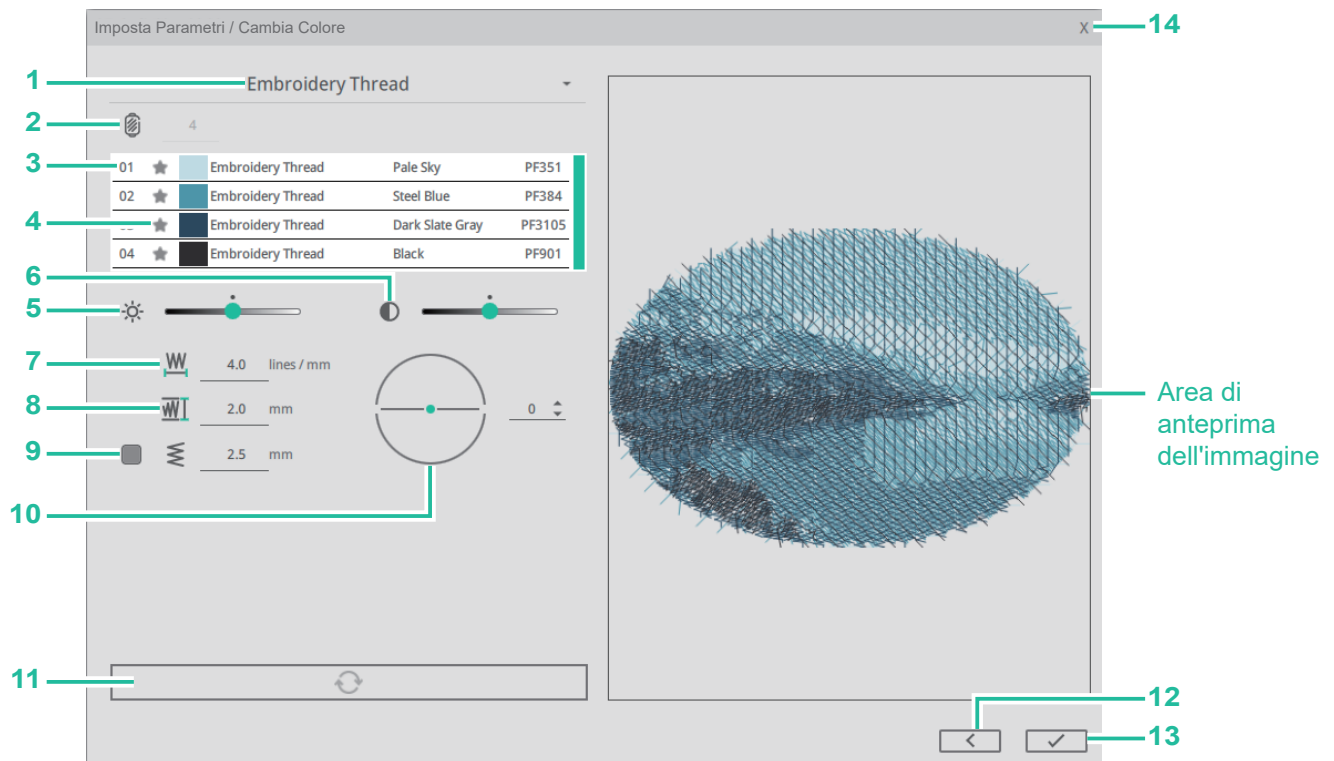 Imposta Parametri / Cambia Colore X 14
1 Embroidery Thread
2 4
3 01 Embroidery Thread Pale Sky PF351
02 Embroidery Thread Steel Blue PF384
4 Embroidery Thread Dark Slate Gray PF3105
04 Embroidery Thread Black PF901
6
5
7 4.0 lines / mm
8 2.0 mm 0
9 2.5 mm
10
Area di
anteprima
dell'immagine
11
12
13